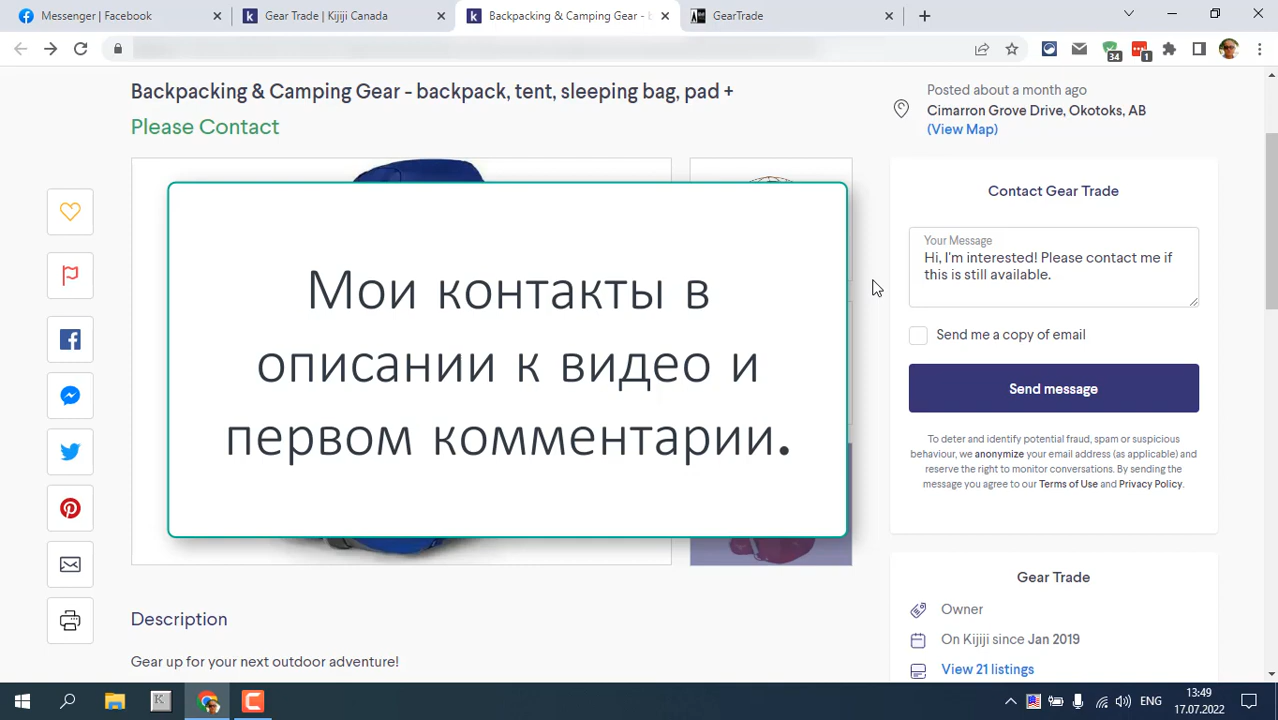 Messenger | Facebook
Gear Trade | Kijiji Canada
Backpacking & Camping Gear - b
GearTrade
34
1
Backpacking & Camping Gear - backpack, tent, sleeping bag, pad +
Please Contact
Posted about a month ago
Cimarron Grove Drive, Okotoks, AB
(View Map)
Contact Gear Trade
Your Message
Hi, I'm interested! Please contact me if
this is still available.
Send me a copy of email
Send message
To deter and identify potential fraud, spam or suspicious
behaviour, we anonymize your email address (as applicable) and
reserve the right to monitor conversations. By sending the
message you agree to our Terms of Use and Privacy Policy.
Мои контакты в
описании к видео и
первом комментарии.
Gear Trade
Owner
On Kijiji since Jan 2019
View 21 listings
Description
Gear up for your next outdoor adventure!
ENG
13:49
17.07.2022